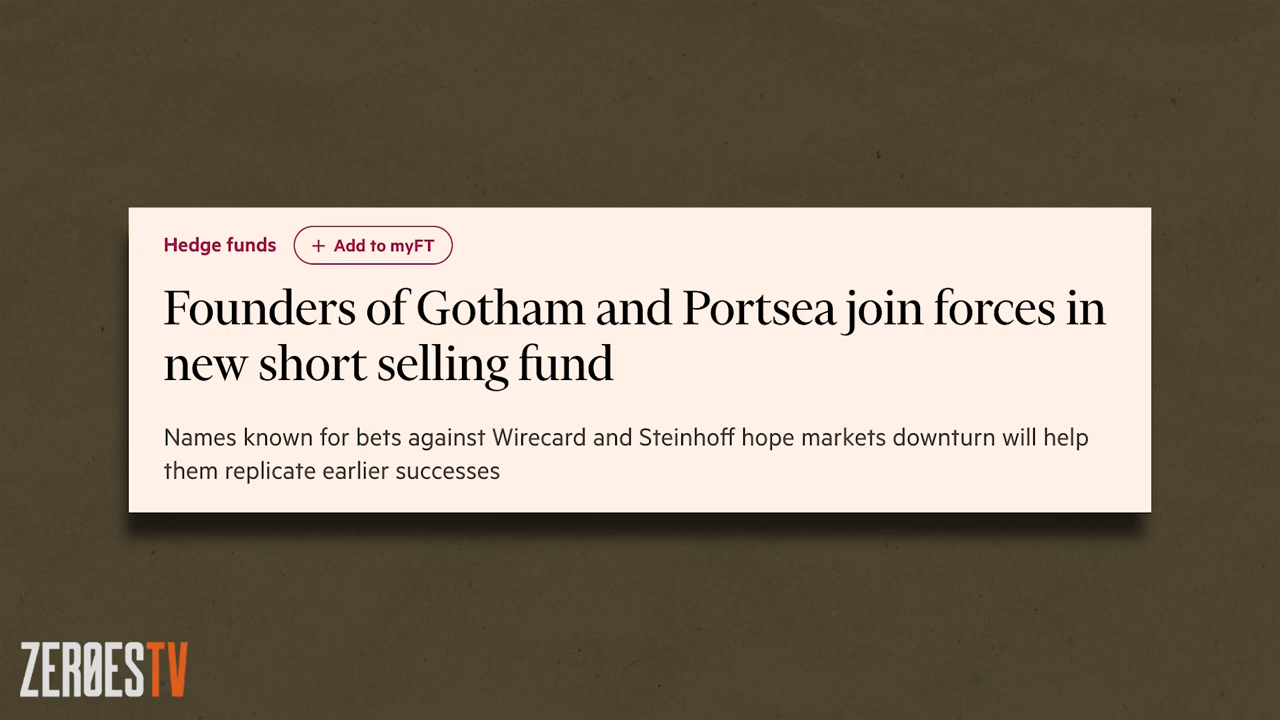 Hedge funds + Add to myFT
Founders of Gotham and Portsea join forces in
new short selling fund
Names known for bets against Wirecard and Steinhoff hope markets downturn will help
them replicate earlier successes
ZERØESTV